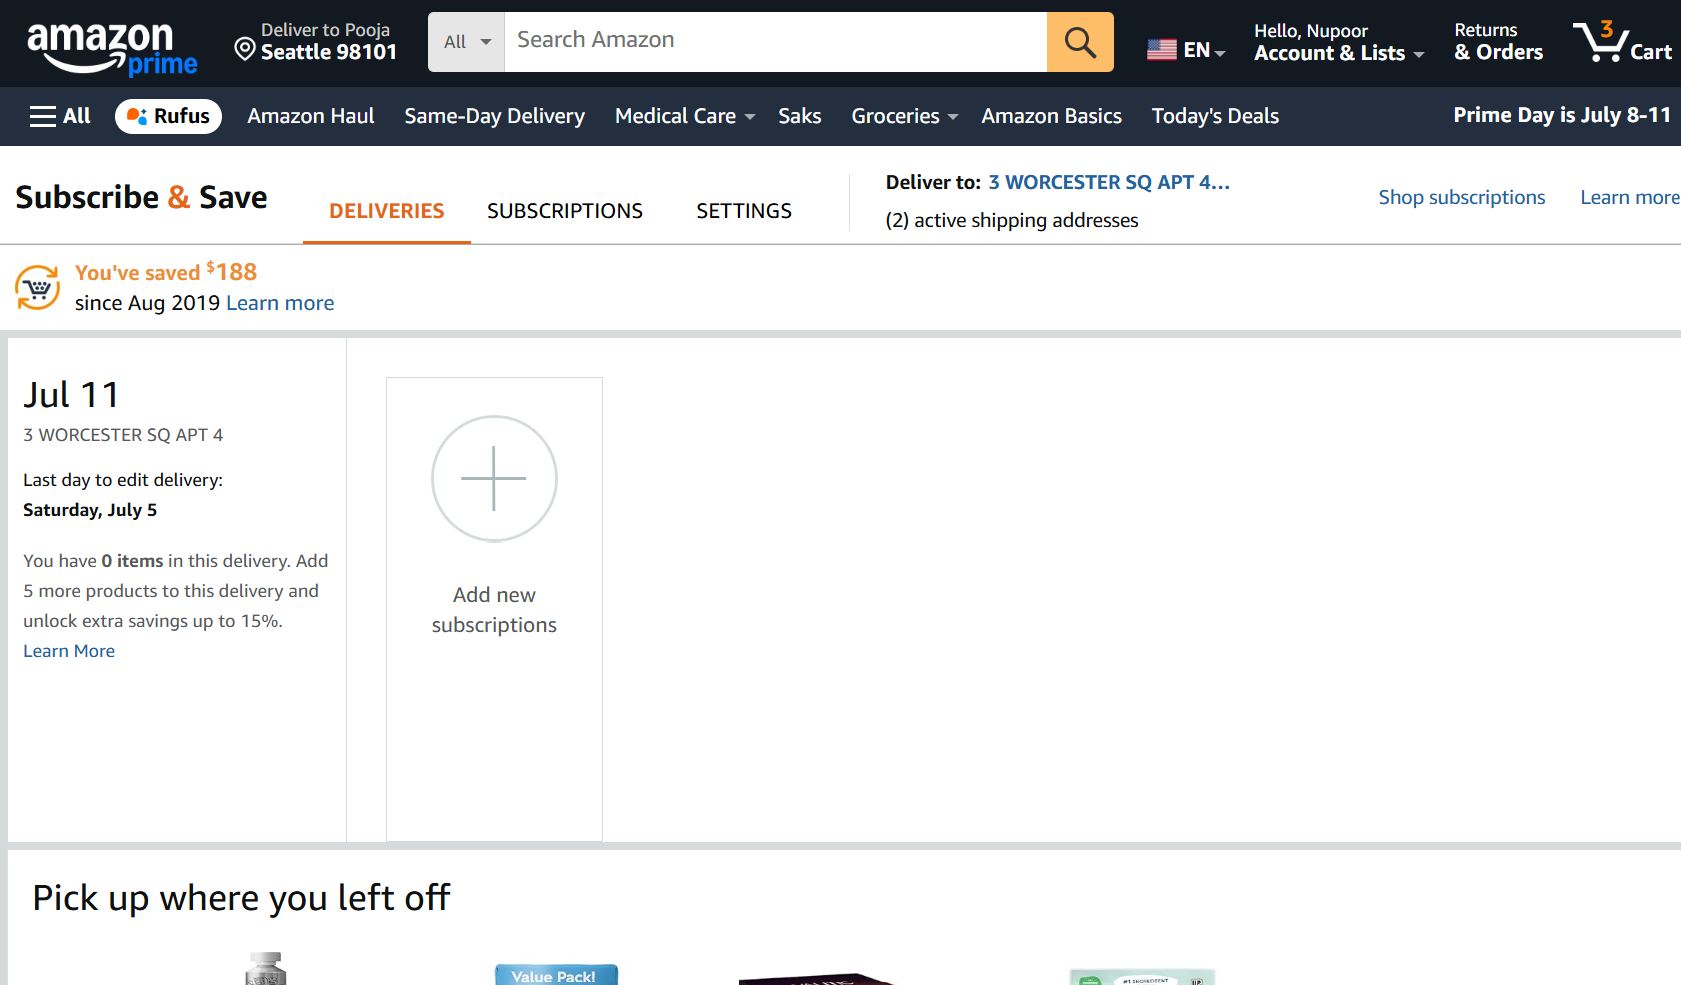 amazon
prime
Deliver to Pooja
Seattle 98101
All
Search Amazon
EN
Hello, Nupoor
Account & Lists
Returns
& Orders
3
Cart
All
Rufus
Amazon Haul
Same-Day Delivery
Medical Care
Saks
Groceries
Amazon Basics
Today's Deals
Prime Day is July 8-11
Subscribe & Save
DELIVERIES
SUBSCRIPTIONS
SETTINGS
Deliver to: 3 WORCESTER SQ APT 4...
(2) active shipping addresses
Shop subscriptions
Learn more
You've saved $188
since Aug 2019 Learn more
Jul 11
3 WORCESTER SQ APT 4
Last day to edit delivery:
Saturday, July 5
You have 0 items in this delivery. Add
5 more products to this delivery and
unlock extra savings up to 15%.
Learn More
Add new
subscriptions
Pick up where you left off
Value Pack!
#1 INGREDIENT
UP